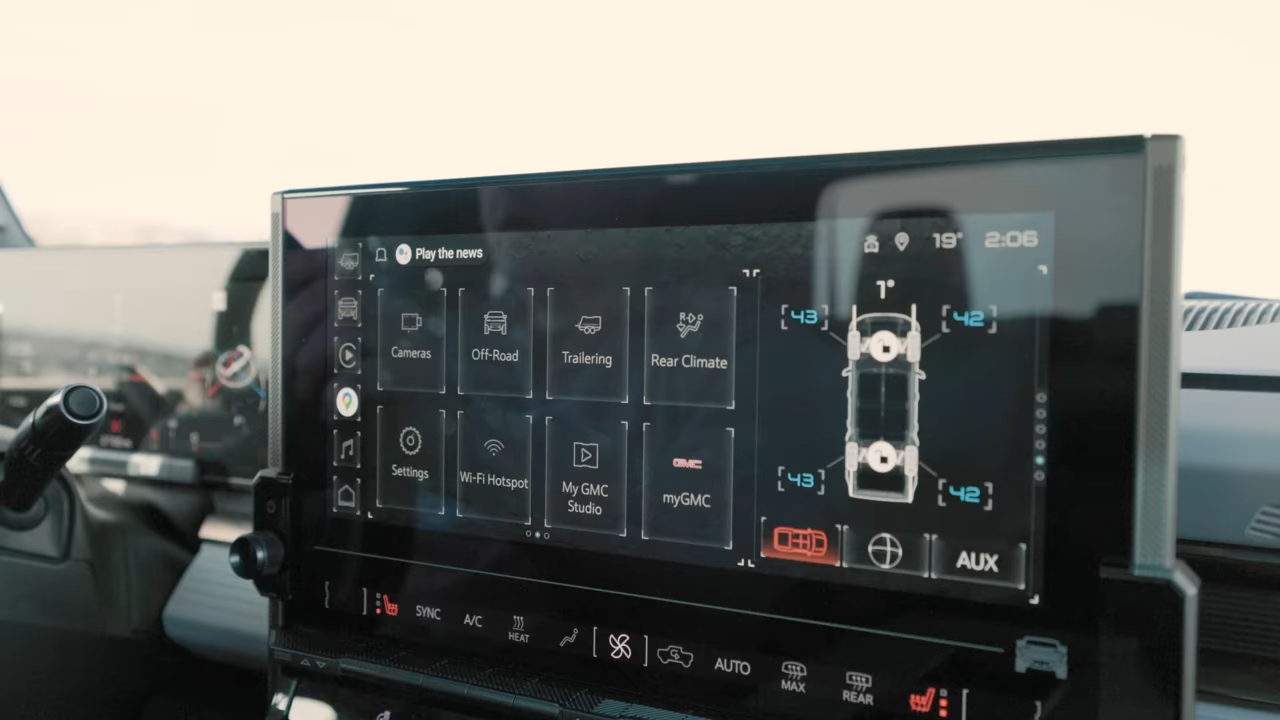 Play the news
19° 2:06
Cameras
Off-Road
Trailering
Rear Climate
Settings
Wi-Fi Hotspot
My GMC
Studio
GMC
myGMC
1°
43
42
43
42
AUX
SYNC
A/C
HEAT
AUTO
MAX
REAR